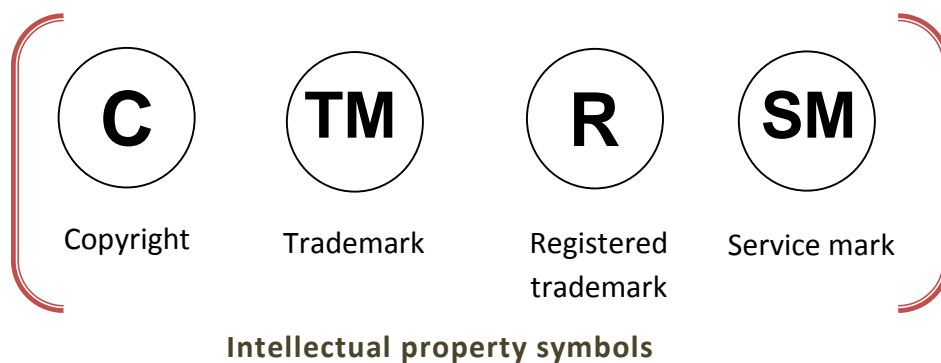 C TM R SM
Copyright Trademark Registered trademark Service mark
Intellectual property symbols